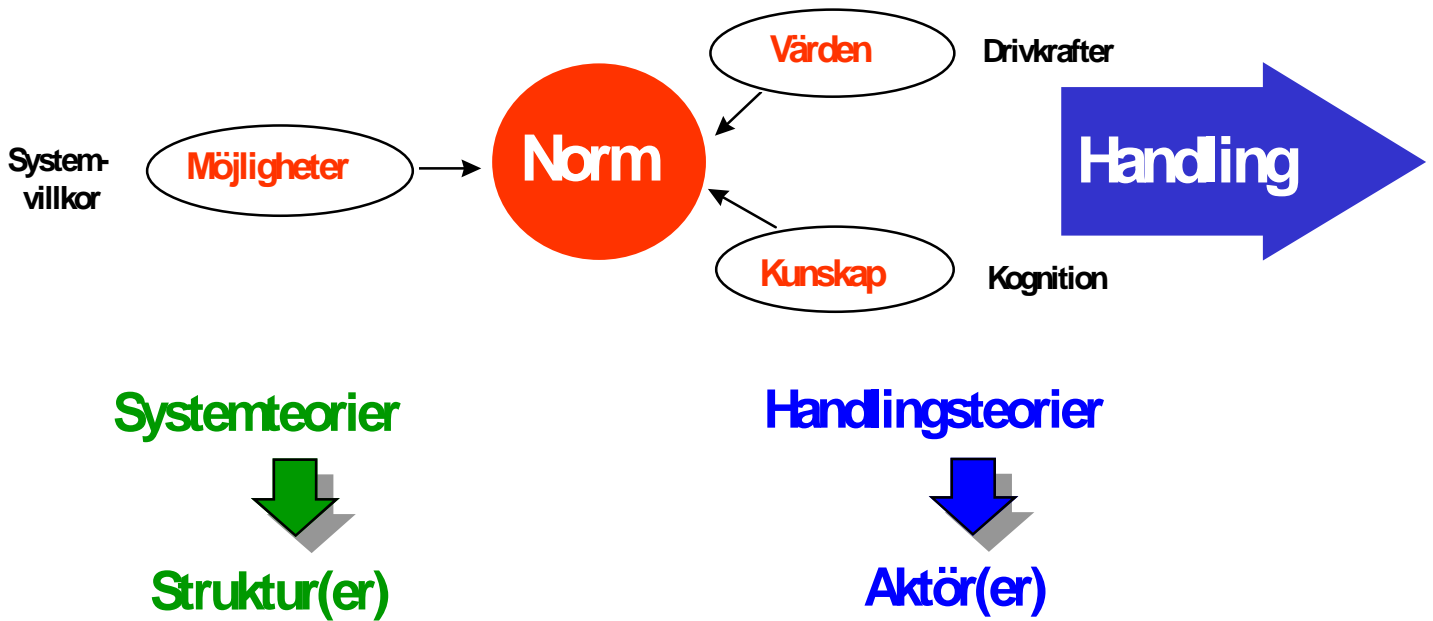 Värden
Drivkrafter
System-
villkor
Möjligheter
Norm
Handling
Kunskap
Kognition
Systemteorier
Handlingsteorier
Struktur(er)
Aktör(er)